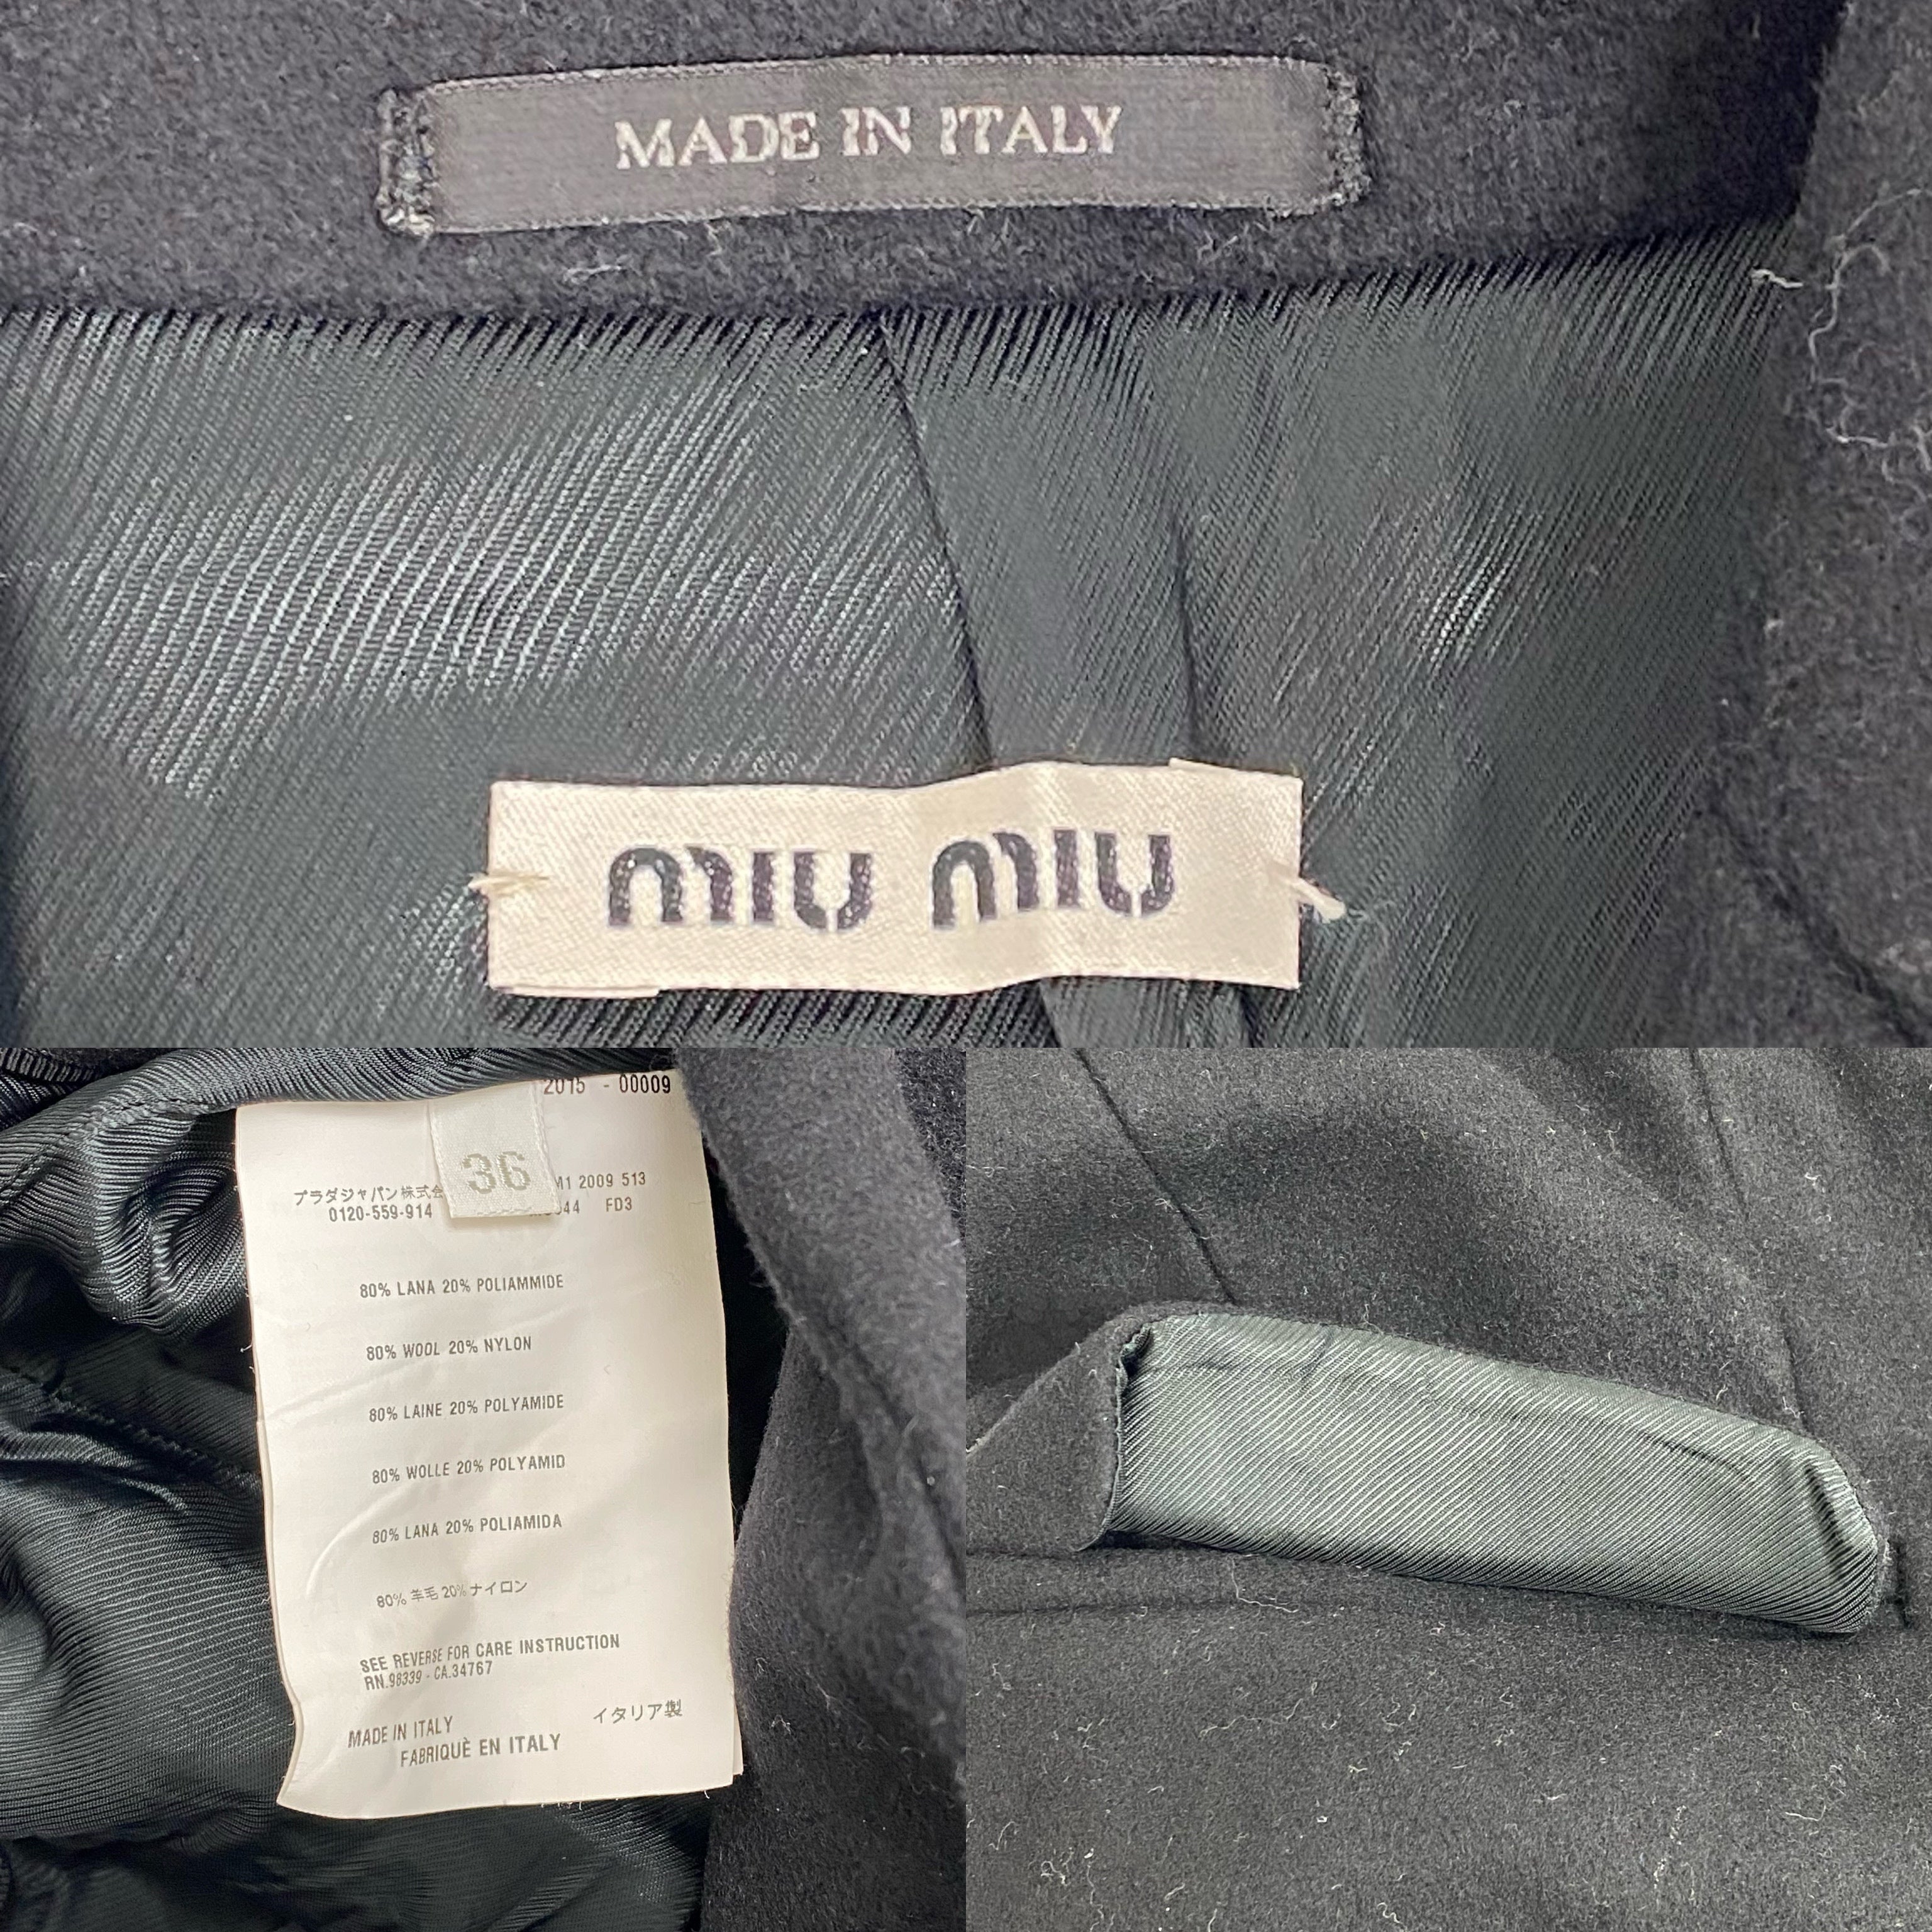 MADE IN ITALY
miu miu
2015 - 00009
36
プラダジャパン株式会 M1 2009 513
0120-559-914 44 FD3
80% LANA 20% POLIAMMIDE
80% WOOL 20% NYLON
80% LAINE 20% POLYAMIDE
80% WOLLE 20% POLYAMID
80% LANA 20% POLIAMIDA
80% 羊毛 20% ナイロン
SEE REVERSE FOR CARE INSTRUCTION
RN.98339 - CA.34767
イタリア製
MADE IN ITALY
FABRIQUÈ EN ITALY